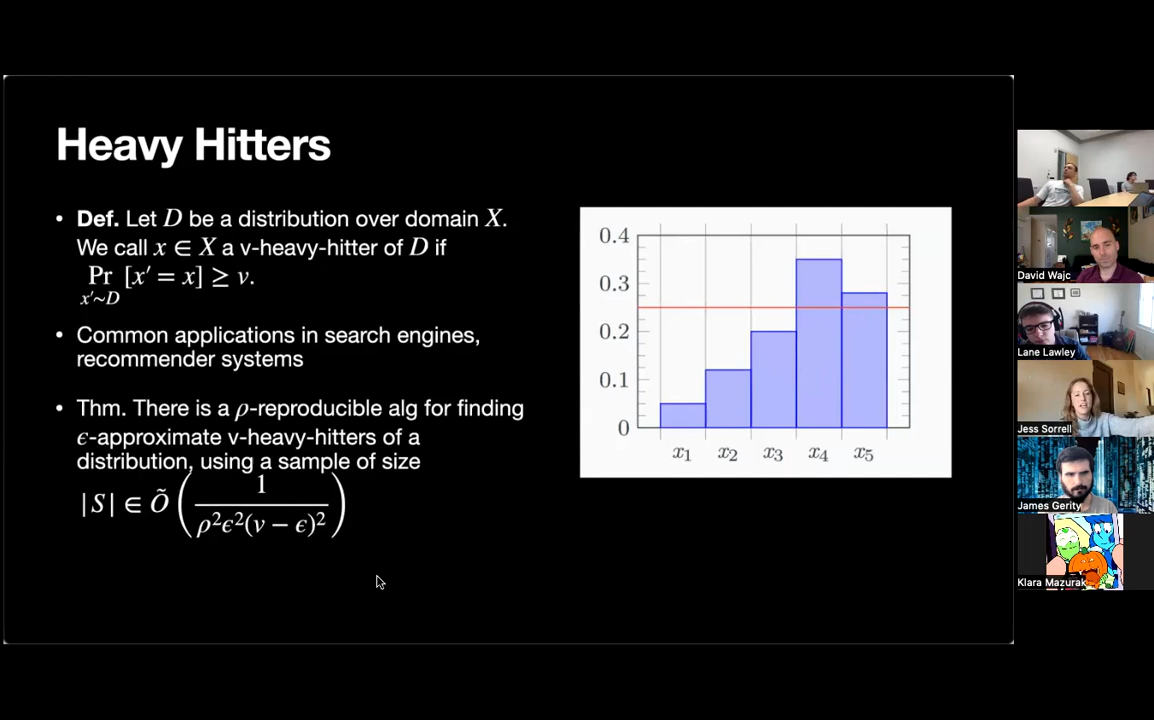 Heavy Hitters
• Def. Let D be a distribution over domain X.
We call x ∈ X a v-heavy-hitter of D if
Pr [x′ = x] ≥ v.
x′~D
• Common applications in search engines,
recommender systems
• Thm. There is a ρ-reproducible alg for finding
ϵ-approximate v-heavy-hitters of a
distribution, using a sample of size
|S| ∈ Õ (1 / ρ²ϵ²(v − ϵ)²)
0.4
0.3
0.2
0.1
0
x₁ x₂ x₃ x₄ x₅
David Wajc
Lane Lawley
Jess Sorrell
James Gerity
Klara Mazurak